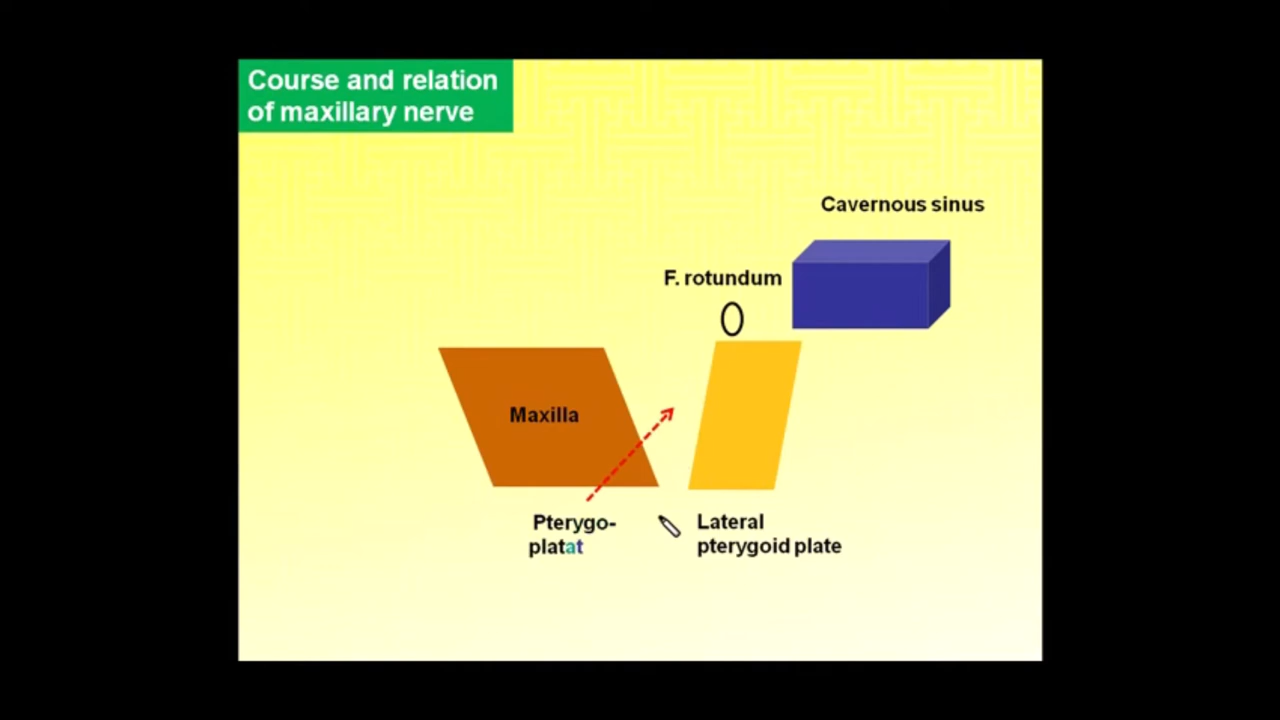 Course and relation
of maxillary nerve
Cavernous sinus
F. rotundum
Maxilla
Pterygo-
platat
Lateral
pterygoid plate